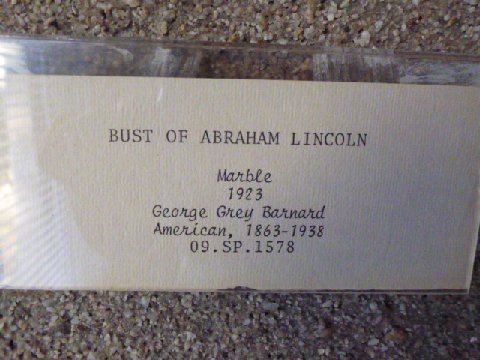 BUST OF ABRAHAM LINCOLN
Marble
1923
George Grey Barnard
American, 1863-1938
09.SP.1578